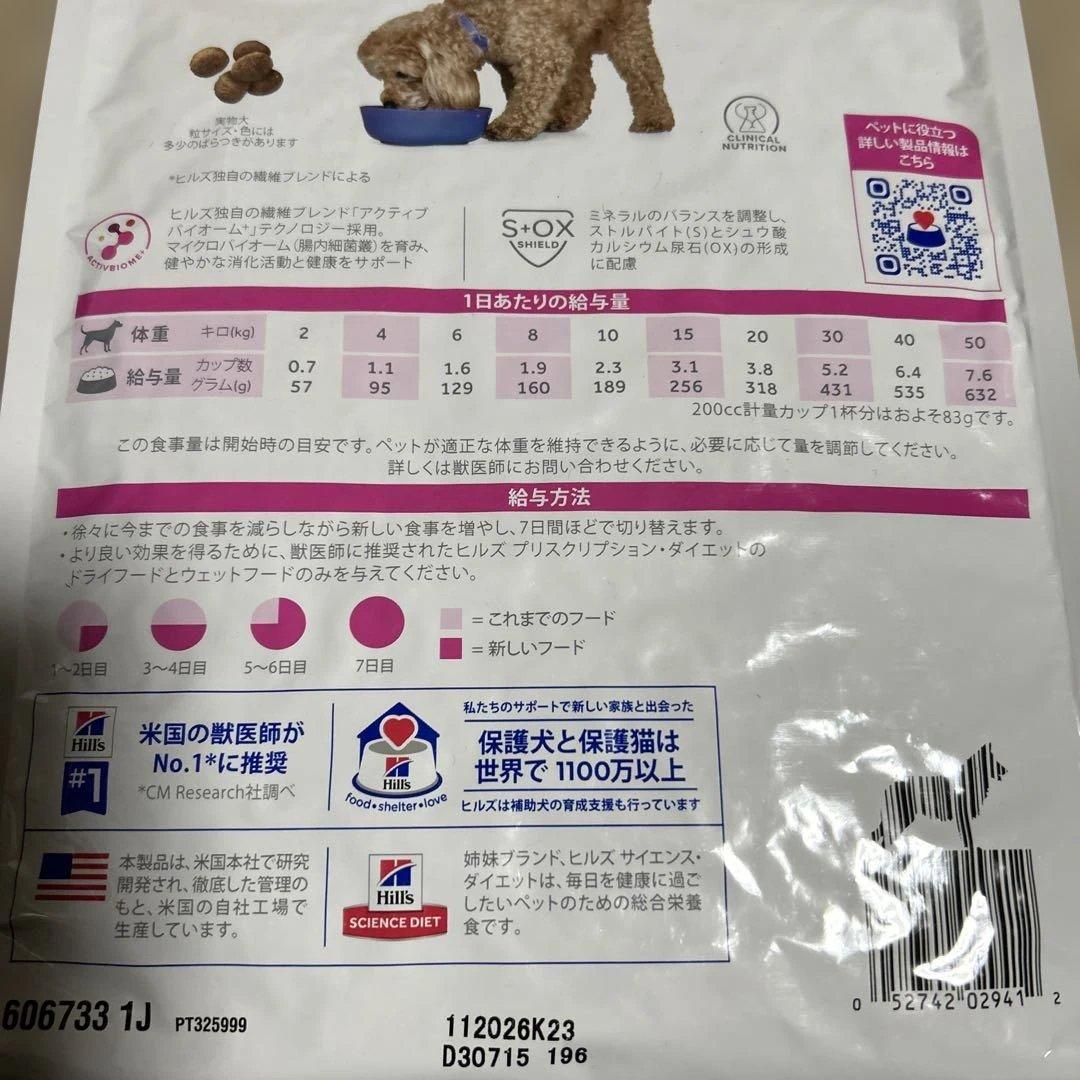 実物大
粒サイズ・色には
多少のばらつきがあります
*ヒルズ独自の繊維ブレンドによる
CLINICAL
NUTRITION
ペットに役立つ
詳しい製品情報は
こちら
ACTIVBIOME+
ヒルズ独自の繊維ブレンド「アクティブ
バイオーム+」テクノロジー採用。
マイクロバイオーム(腸内細菌叢)を育み、
健やかな消化活動と健康をサポート
S+OX
SHIELD
ミネラルのバランスを調整し、
ストルバイト(S)とシュウ酸
カルシウム尿石(OX)の形成
に配慮
1日あたりの給与量
体重 キロ(kg) 2 4 6 8 10 15 20 30 40 50
給与量 カップ数 0.7 1.1 1.6 1.9 2.3 3.1 3.8 5.2 6.4 7.6
グラム(g) 57 95 129 160 189 256 318 431 535 632
200cc計量カップ1杯分はおよそ83gです。
この食事量は開始時の目安です。ペットが適正な体重を維持できるように、必要に応じて量を調節してください。
詳しくは獣医師にお問い合わせください。
給与方法
・徐々に今までの食事を減らしながら新しい食事を増やし、7日間ほどで切り替えます。
・より良い効果を得るために、獣医師に推奨されたヒルズ プリスクリプション・ダイエットの
ドライフードとウェットフードのみを与えてください。
1〜2日目 3〜4日目 5〜6日目 7日目
= これまでのフード
= 新しいフード
Hill's
#1
米国の獣医師が
No.1*に推奨
*CM Research社調べ
Hill's
food・shelter・love
私たちのサポートで新しい家族と出会った
保護犬と保護猫は
世界で 1100万以上
ヒルズは補助犬の育成支援も行っています
本製品は、米国本社で研究
開発され、徹底した管理の
もと、米国の自社工場で
生産しています。
Hill's
SCIENCE DIET
姉妹ブランド、ヒルズ サイエンス・
ダイエットは、毎日を健康に過ご
したいペットのための総合栄養
食です。
0 52742 02941 2
606733 1J PT325999
112026K23
D30715 196